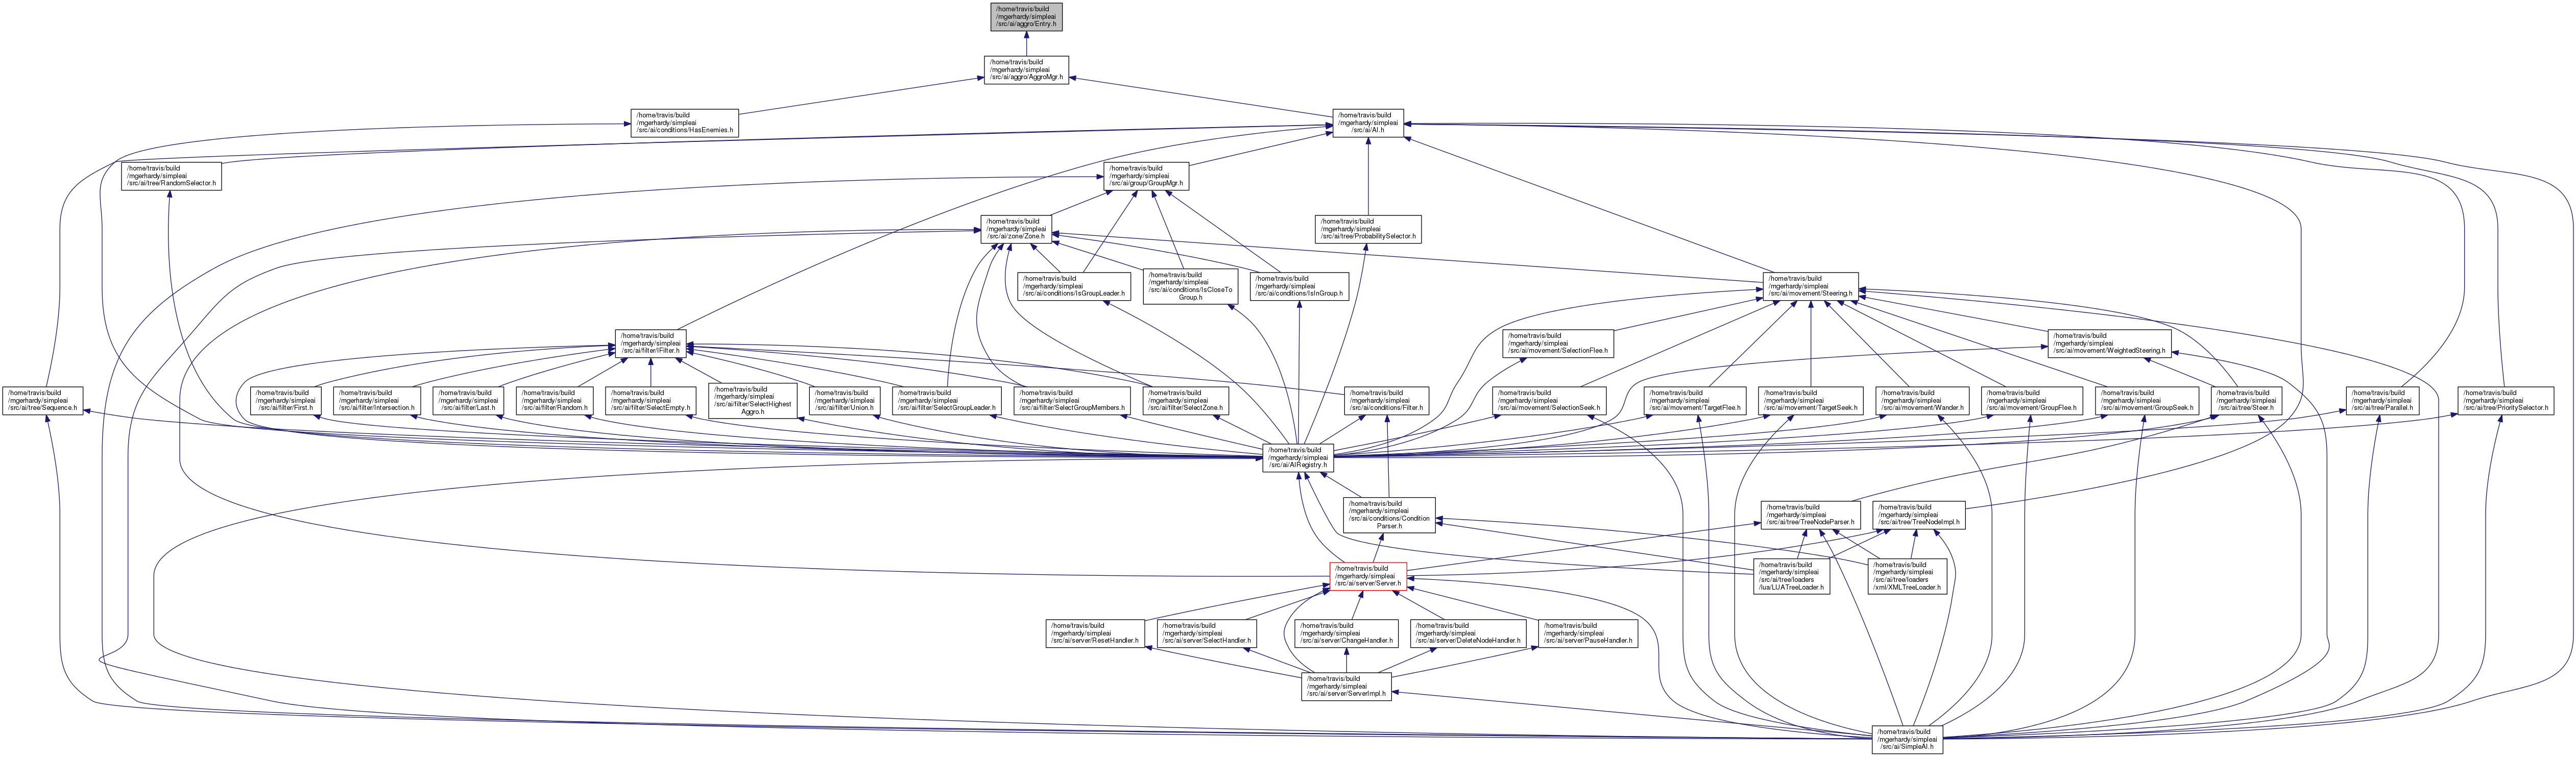 /home/travis/build
/mgerhardy/simpleai
/src/ai/aggro/Entry.h
/home/travis/build
/mgerhardy/simpleai
/src/ai/aggro/AggroMgr.h
/home/travis/build
/mgerhardy/simpleai
/src/ai/conditions/HasEnemies.h
/home/travis/build
/mgerhardy/simpleai
/src/ai/AI.h
/home/travis/build
/mgerhardy/simpleai
/src/ai/tree/RandomSelector.h
/home/travis/build
/mgerhardy/simpleai
/src/ai/group/GroupMgr.h
/home/travis/build
/mgerhardy/simpleai
/src/ai/zone/Zone.h
/home/travis/build
/mgerhardy/simpleai
/src/ai/tree/ProbabilitySelector.h
/home/travis/build
/mgerhardy/simpleai
/src/ai/conditions/IsGroupLeader.h
/home/travis/build
/mgerhardy/simpleai
/src/ai/conditions/IsCloseTo
Group.h
/home/travis/build
/mgerhardy/simpleai
/src/ai/conditions/IsInGroup.h
/home/travis/build
/mgerhardy/simpleai
/src/ai/movement/Steering.h
/home/travis/build
/mgerhardy/simpleai
/src/ai/filter/IFilter.h
/home/travis/build
/mgerhardy/simpleai
/src/ai/movement/SelectionFlee.h
/home/travis/build
/mgerhardy/simpleai
/src/ai/movement/WeightedSteering.h
/home/travis/build
/mgerhardy/simpleai
/src/ai/tree/Sequence.h
/home/travis/build
/mgerhardy/simpleai
/src/ai/filter/First.h
/home/travis/build
/mgerhardy/simpleai
/src/ai/filter/Intersection.h
/home/travis/build
/mgerhardy/simpleai
/src/ai/filter/Last.h
/home/travis/build
/mgerhardy/simpleai
/src/ai/filter/Random.h
/home/travis/build
/mgerhardy/simpleai
/src/ai/filter/SelectEmpty.h
/home/travis/build
/mgerhardy/simpleai
/src/ai/filter/SelectHighest
Aggro.h
/home/travis/build
/mgerhardy/simpleai
/src/ai/filter/Union.h
/home/travis/build
/mgerhardy/simpleai
/src/ai/filter/SelectGroupLeader.h
/home/travis/build
/mgerhardy/simpleai
/src/ai/filter/SelectGroupMembers.h
/home/travis/build
/mgerhardy/simpleai
/src/ai/filter/SelectZone.h
/home/travis/build
/mgerhardy/simpleai
/src/ai/conditions/Filter.h
/home/travis/build
/mgerhardy/simpleai
/src/ai/movement/SelectionSeek.h
/home/travis/build
/mgerhardy/simpleai
/src/ai/movement/TargetFlee.h
/home/travis/build
/mgerhardy/simpleai
/src/ai/movement/TargetSeek.h
/home/travis/build
/mgerhardy/simpleai
/src/ai/movement/Wander.h
/home/travis/build
/mgerhardy/simpleai
/src/ai/movement/GroupFlee.h
/home/travis/build
/mgerhardy/simpleai
/src/ai/movement/GroupSeek.h
/home/travis/build
/mgerhardy/simpleai
/src/ai/tree/Steer.h
/home/travis/build
/mgerhardy/simpleai
/src/ai/tree/Parallel.h
/home/travis/build
/mgerhardy/simpleai
/src/ai/tree/PrioritySelector.h
/home/travis/build
/mgerhardy/simpleai
/src/ai/AIRegistry.h
/home/travis/build
/mgerhardy/simpleai
/src/ai/conditions/Condition
Parser.h
/home/travis/build
/mgerhardy/simpleai
/src/ai/tree/TreeNodeParser.h
/home/travis/build
/mgerhardy/simpleai
/src/ai/tree/TreeNodeImpl.h
/home/travis/build
/mgerhardy/simpleai
/src/ai/server/Server.h
/home/travis/build
/mgerhardy/simpleai
/src/ai/tree/loaders
/lua/LUATreeLoader.h
/home/travis/build
/mgerhardy/simpleai
/src/ai/tree/loaders
/xml/XMLTreeLoader.h
/home/travis/build
/mgerhardy/simpleai
/src/ai/server/ResetHandler.h
/home/travis/build
/mgerhardy/simpleai
/src/ai/server/SelectHandler.h
/home/travis/build
/mgerhardy/simpleai
/src/ai/server/ChangeHandler.h
/home/travis/build
/mgerhardy/simpleai
/src/ai/server/DeleteNodeHandler.h
/home/travis/build
/mgerhardy/simpleai
/src/ai/server/PauseHandler.h
/home/travis/build
/mgerhardy/simpleai
/src/ai/server/ServerImpl.h
/home/travis/build
/mgerhardy/simpleai
/src/ai/SimpleAI.h